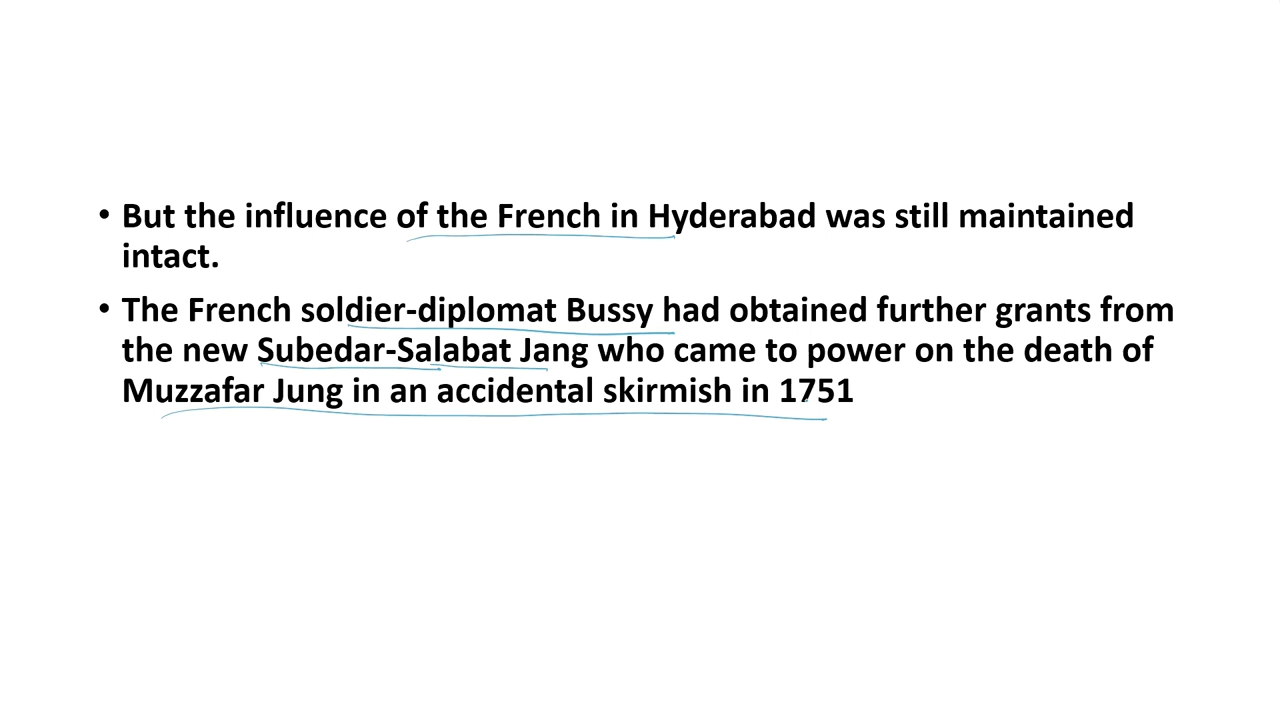 • But the influence of the French in Hyderabad was still maintained
intact.
• The French soldier-diplomat Bussy had obtained further grants from
the new Subedar-Salabat Jang who came to power on the death of
Muzzafar Jung in an accidental skirmish in 1751